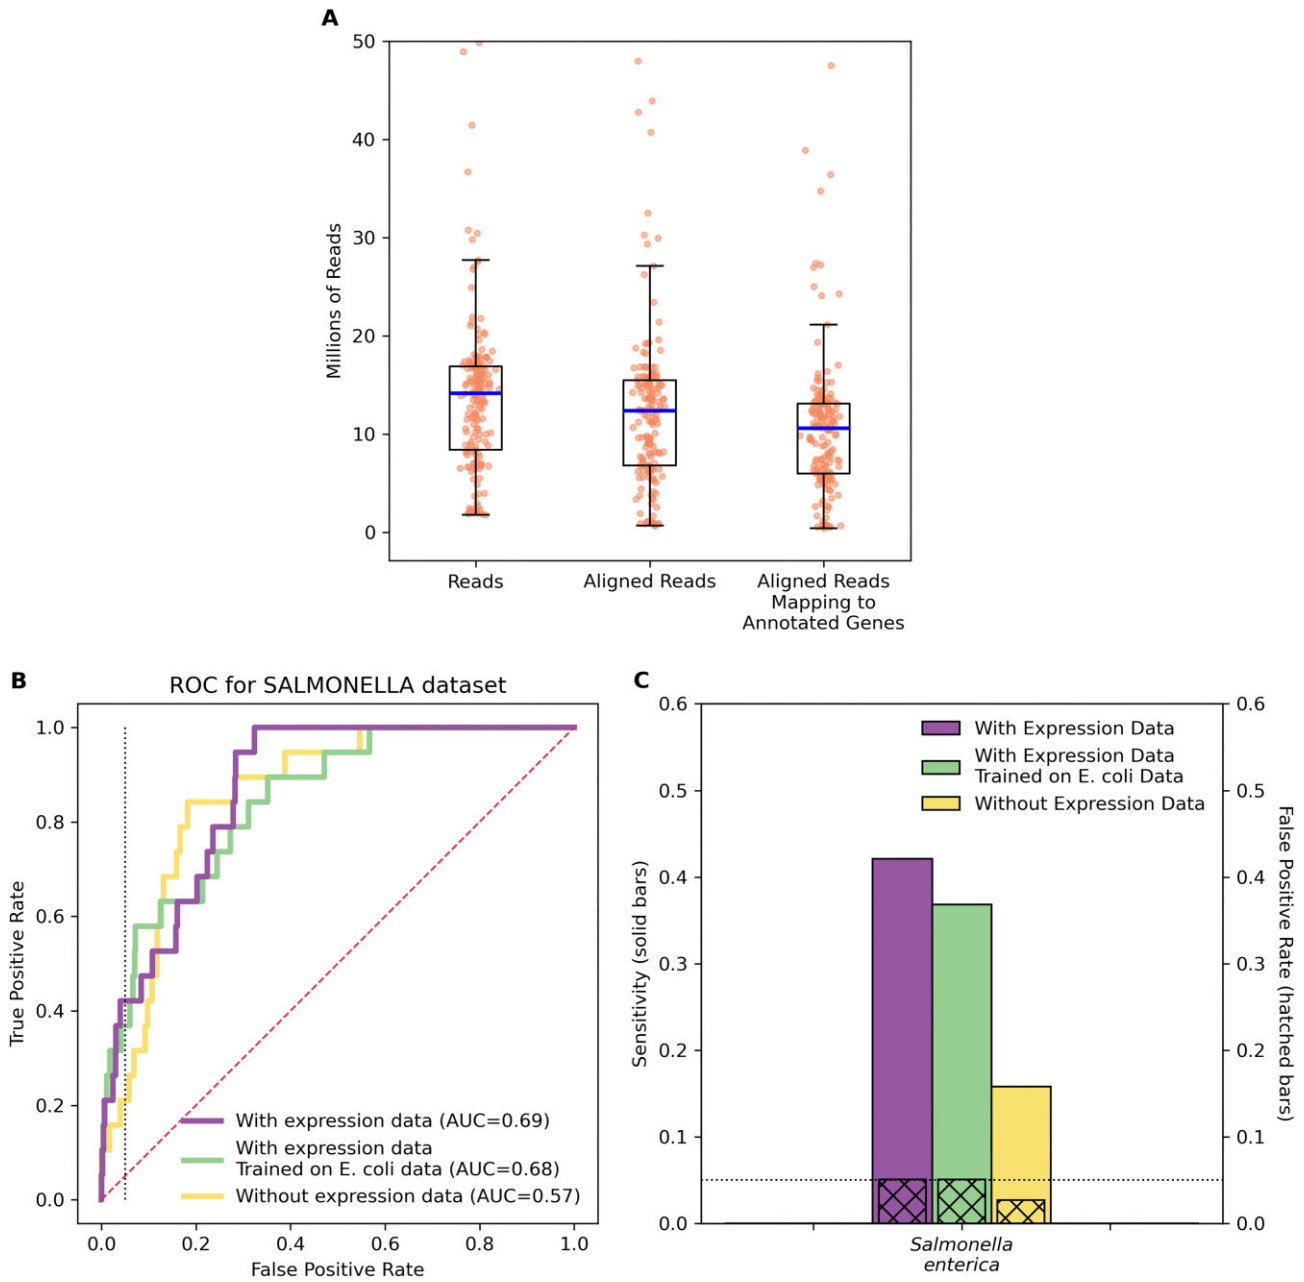 A
50
40
30
20
10
0
Millions of Reads
Reads
Aligned Reads
Aligned Reads
Mapping to
Annotated Genes
B
ROC for SALMONELLA dataset
1.0
0.8
0.6
0.4
0.2
0.0
True Positive Rate
With expression data (AUC=0.69)
With expression data
Trained on E. coli data (AUC=0.68)
Without expression data (AUC=0.57)
0.0
0.2
0.4
0.6
0.8
1.0
False Positive Rate
C
0.6
0.5
0.4
0.3
0.2
0.1
0.0
Sensitivity (solid bars)
With Expression Data
With Expression Data
Trained on E. coli Data
Without Expression Data
0.6
0.5
0.4
0.3
0.2
0.1
0.0
False Positive Rate (hatched bars)
Salmonella
enterica